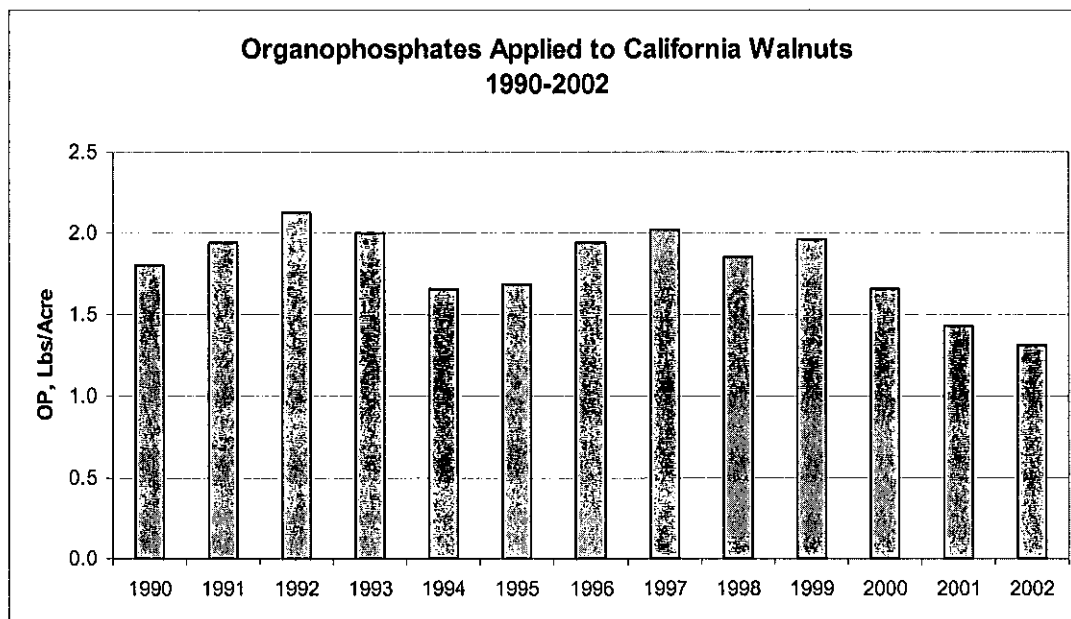 Organophosphates Applied to California Walnuts
1990-2002
2.5
2.0
1.5
1.0
0.5
0.0
OP, Lbs/Acre
1990 1991 1992 1993 1994 1995 1996 1997 1998 1999 2000 2001 2002